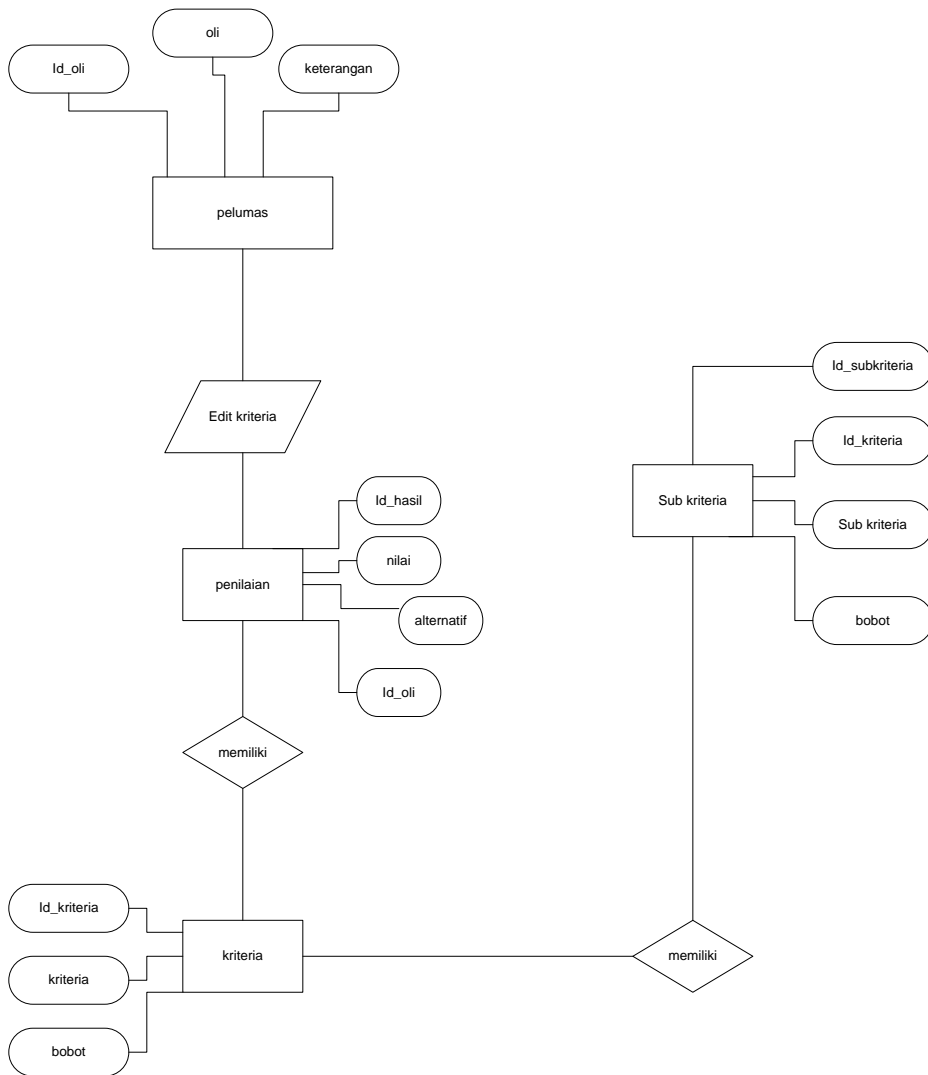 oli
Id_oli
keterangan
pelumas
Edit kriteria
Id_hasil
nilai
penilaian
alternatif
Id_oli
memiliki
Id_subkriteria
Id_kriteria
Sub kriteria
Sub kriteria
bobot
Id_kriteria
kriteria
kriteria
bobot
memiliki